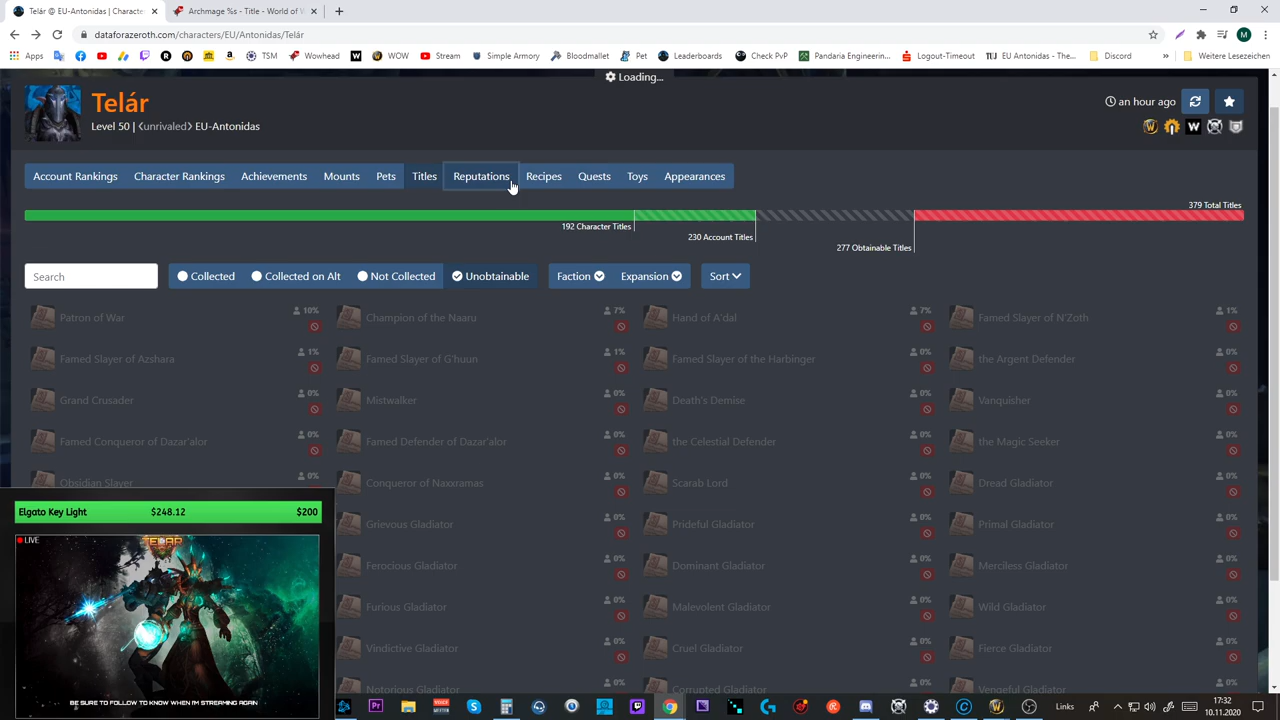 Telár @ EU-Antonidas | Charact
Archmage %s - Titles - World of W
dataforazeroth.com/characters/EU/Antonidas/Telár
Apps
TSM
Wowhead
WOW
Stream
Simple Armory
Bloodmallet
Pet
Leaderboards
Check PvP
Pandaria Engineerin...
Logout-Timeout
EU Antonidas - The...
Discord
Weitere Lesezeichen
Loading...
Telár
Level 50 | <unrivaled> EU-Antonidas
an hour ago
Account Rankings Character Rankings Achievements Mounts Pets Titles Reputations Recipes Quests Toys Appearances
379 Total Titles
192 Character Titles
230 Account Titles
277 Obtainable Titles
Search Collected Collected on Alt Not Collected Unobtainable Faction Expansion Sort
Patron of War 10% Champion of the Naaru 7% Hand of A'dal 7% Famed Slayer of N'Zoth 1%
Famed Slayer of Azshara 1% Famed Slayer of G'huun 1% Famed Slayer of the Harbinger 0% the Argent Defender 0%
Grand Crusader 0% Mistwalker 0% Death's Demise 0% Vanquisher 0%
Famed Conqueror of Dazar'alor 0% Famed Defender of Dazar'alor 0% the Celestial Defender 0% the Magic Seeker 0%
Obsidian Slayer 0% Conqueror of Naxxramas 0% Scarab Lord 0% Dread Gladiator 0%
Grievous Gladiator 0% Prideful Gladiator 0% Primal Gladiator 0%
Ferocious Gladiator 0% Dominant Gladiator 0% Merciless Gladiator 0%
Furious Gladiator 0% Malevolent Gladiator 0% Wild Gladiator 0%
Vindictive Gladiator 0% Cruel Gladiator 0% Fierce Gladiator 0%
Notorious Gladiator 0% Corrupted Gladiator 0% Vengeful Gladiator 0%
Elgato Key Light $248.12 $200
LIVE
TELAR
BE SURE TO FOLLOW TO KNOW WHEN I'M STREAMING AGAIN
Links
17:32
10.11.2020